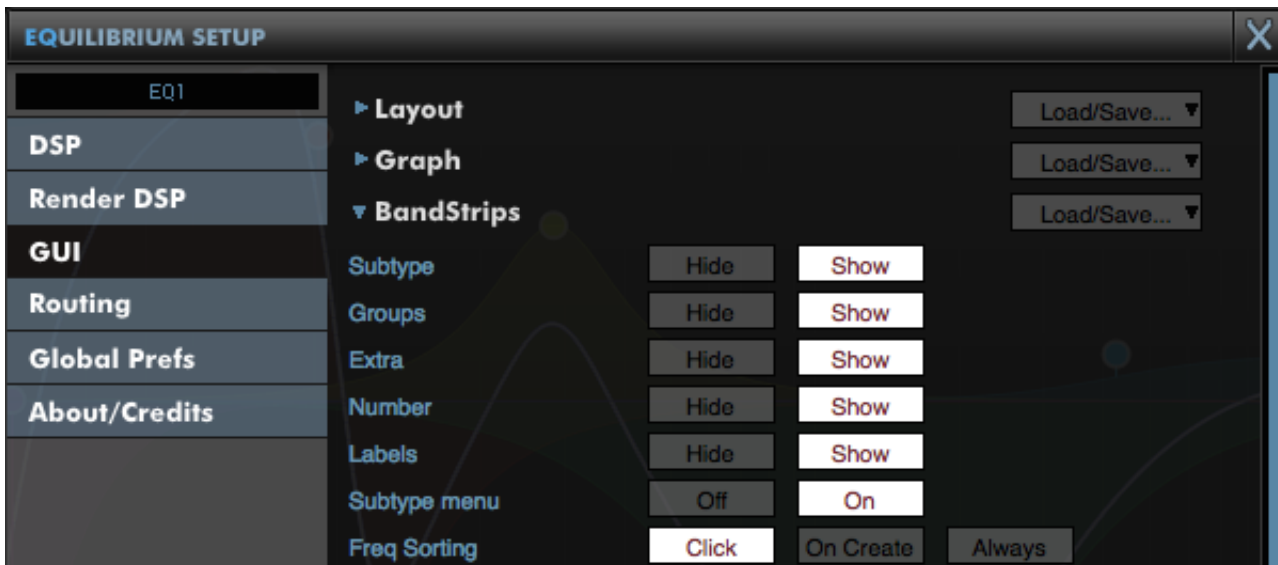 EQUILIBRIUM SETUP X
EQ1
DSP
Render DSP
GUI
Routing
Global Prefs
About/Credits
Layout Load/Save...
Graph Load/Save...
BandStrips Load/Save...
Subtype Hide Show
Groups Hide Show
Extra Hide Show
Number Hide Show
Labels Hide Show
Subtype menu Off On
Freq Sorting Click On Create Always